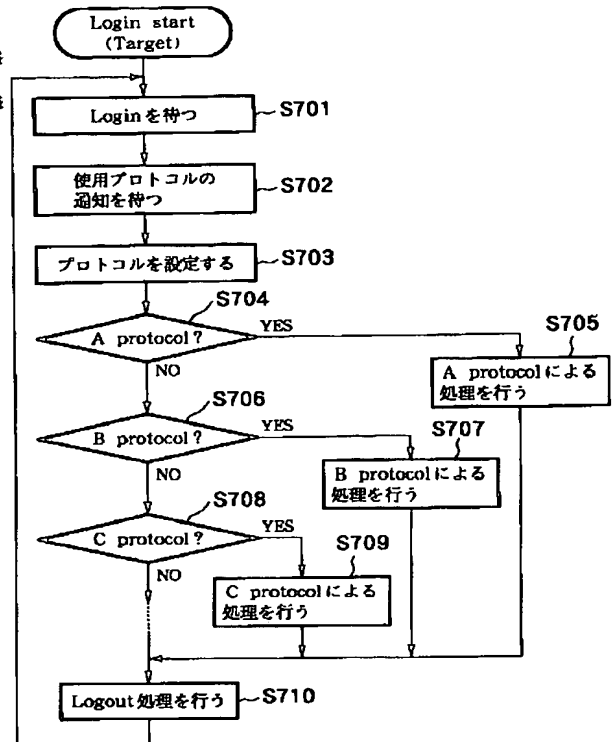 Login start
(Target)
Loginを待つ
S701
使用プロトコルの
通知を待つ
S702
プロトコルを設定する
S703
S704
A protocol?
YES
NO
S705
A protocolによる
処理を行う
S706
B protocol?
YES
NO
S707
B protocolによる
処理を行う
S708
C protocol?
YES
NO
S709
C protocolによる
処理を行う
Logout処理を行う
S710